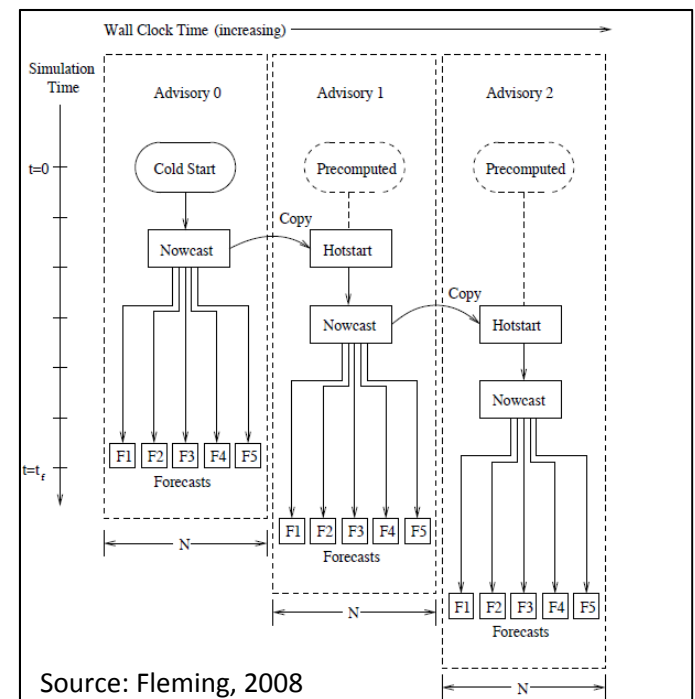 Wall Clock Time (increasing)
Simulation
Time
Advisory 0
Advisory 1
Advisory 2
t=0
Cold Start
Precomputed
Precomputed
Copy
Nowcast
Hotstart
Copy
Nowcast
Hotstart
Nowcast
F1 F2 F3 F4 F5
t=t_f
Forecasts
F1 F2 F3 F4 F5
N
Forecasts
F1 F2 F3 F4 F5
N
Forecasts
Source: Fleming, 2008
N